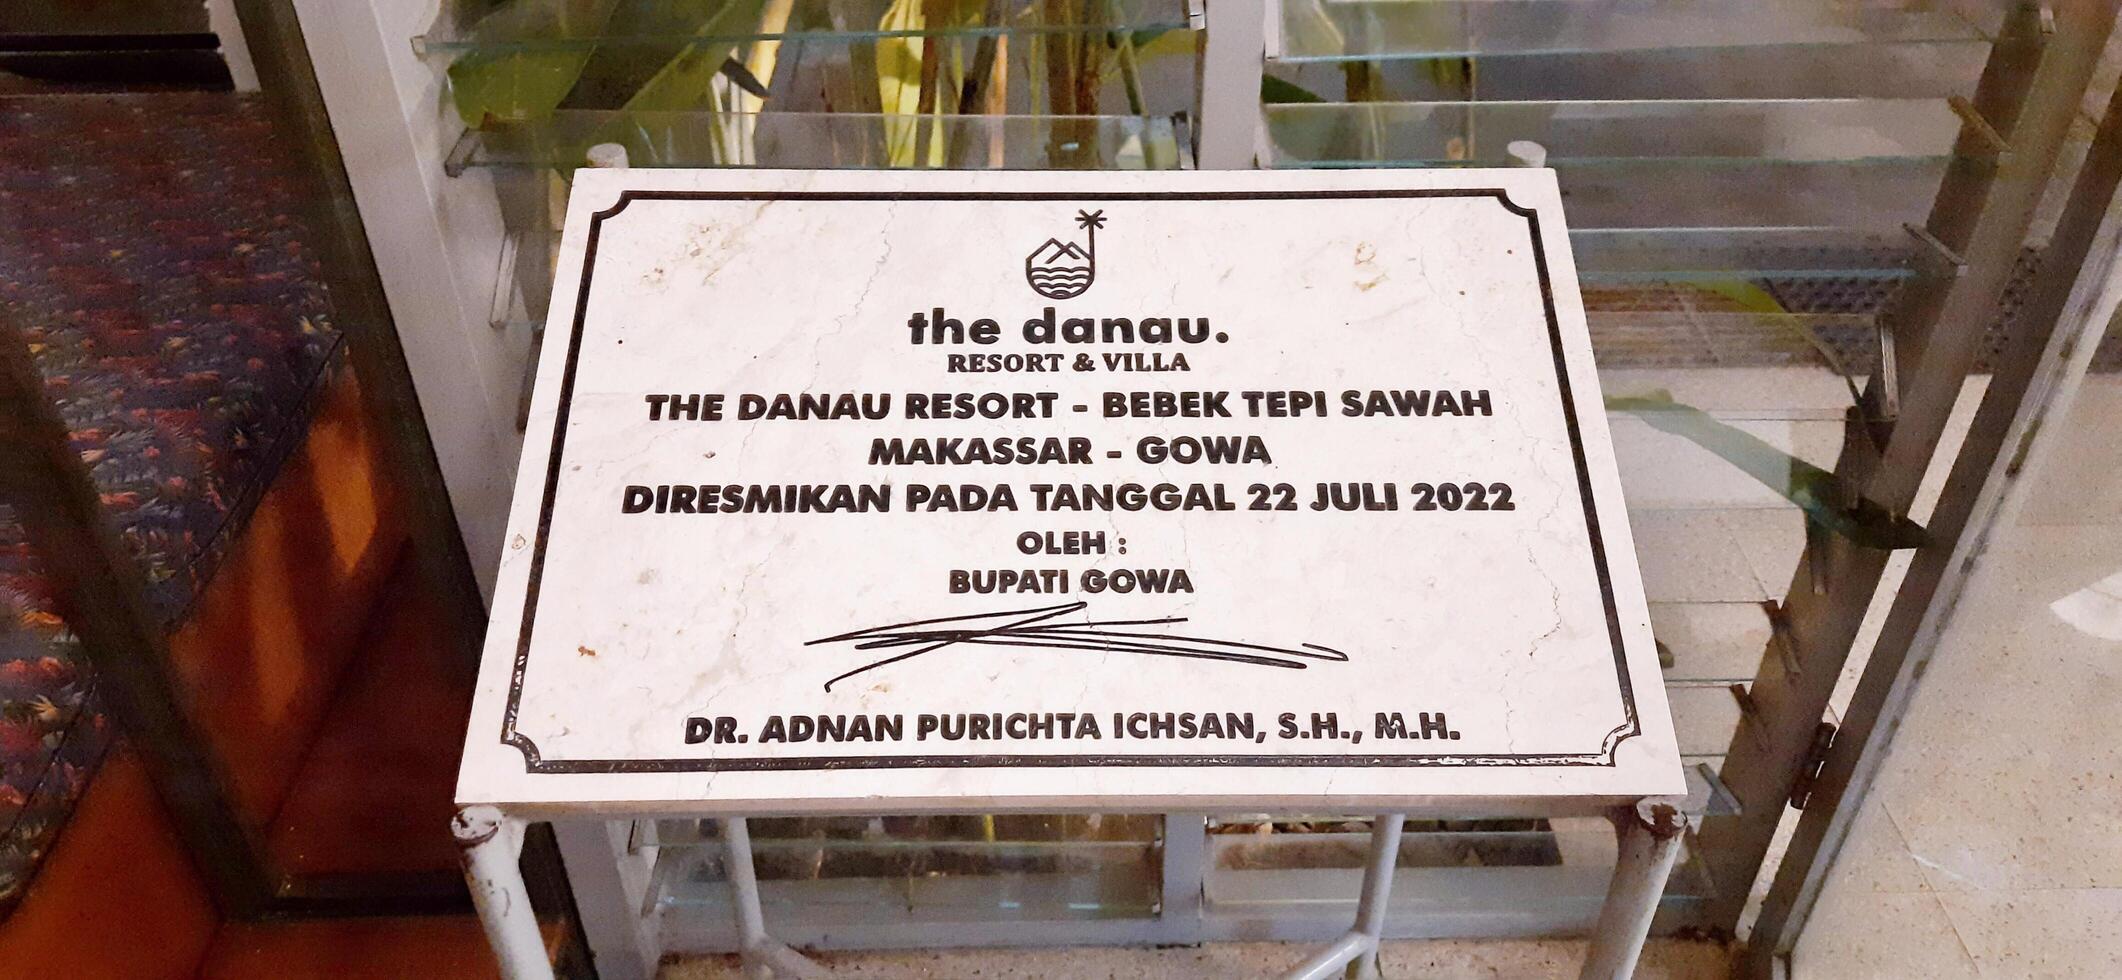 the danau.
RESORT & VILLA
THE DANAU RESORT - BEBEK TEPI SAWAH
MAKASSAR - GOWA
DIRESMIKAN PADA TANGGAL 22 JULI 2022
OLEH :
BUPATI GOWA
DR. ADNAN PURICHTA ICHSAN, S.H., M.H.